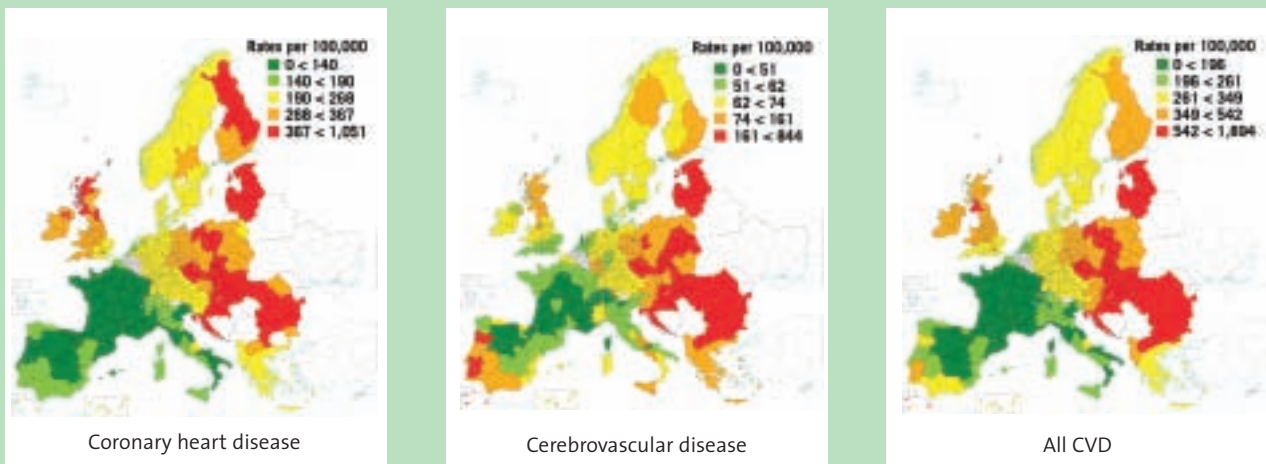 Rates per 100,000
0 < 140
140 < 190
190 < 268
268 < 367
367 < 1,051
Coronary heart disease
Rates per 100,000
0 < 51
51 < 62
62 < 74
74 < 161
161 < 844
Cerebrovascular disease
Rates per 100,000
0 < 196
196 < 261
261 < 349
349 < 542
542 < 1,894
All CVD